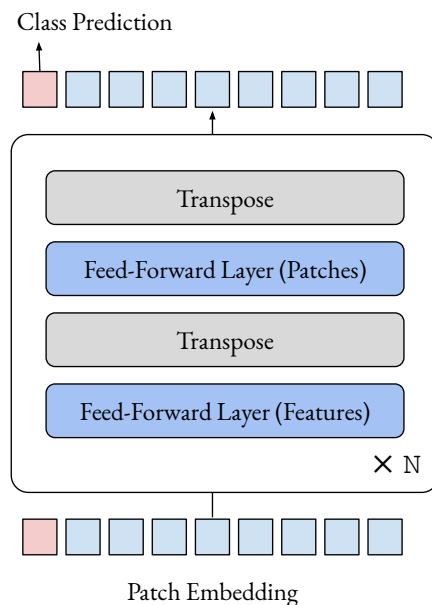 Class Prediction
Transpose
Feed-Forward Layer (Patches)
Transpose
Feed-Forward Layer (Features)
× N
Patch Embedding